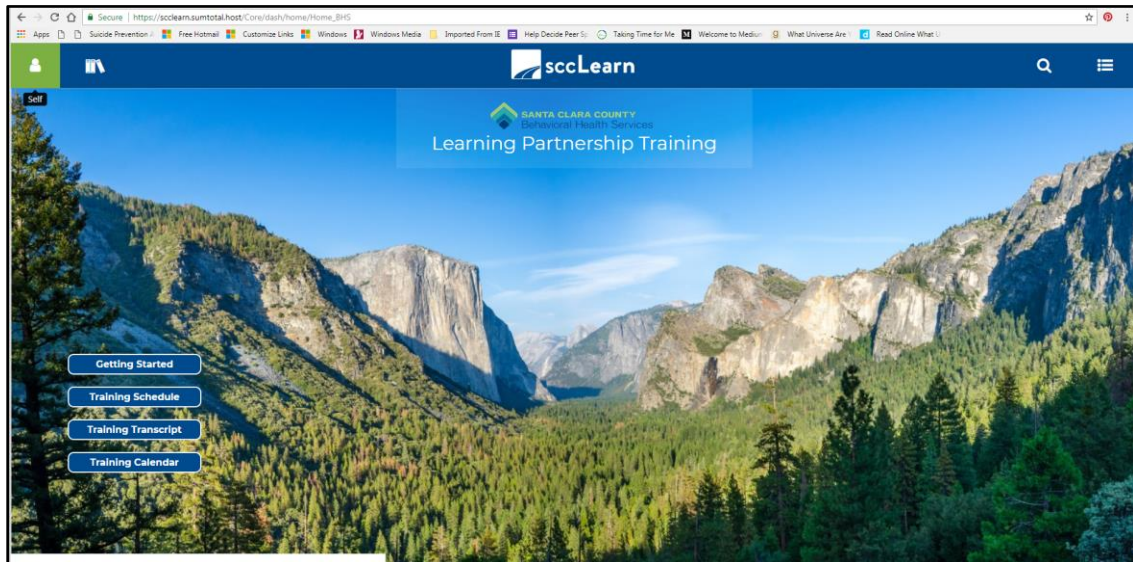 Secure | https://scclearn.sumtotal.host/Core/dash/home/Home_BHS
Apps Suicide Prevention Free Hotmail Customize Links Windows Windows Media Imported From IE Help Decide Peer Taking Time for Me Welcome to Medium What Universe Are Read Online What
sccLearn
Self
SANTA CLARA COUNTY
Behavioral Health Services
Learning Partnership Training
Getting Started
Training Schedule
Training Transcript
Training Calendar